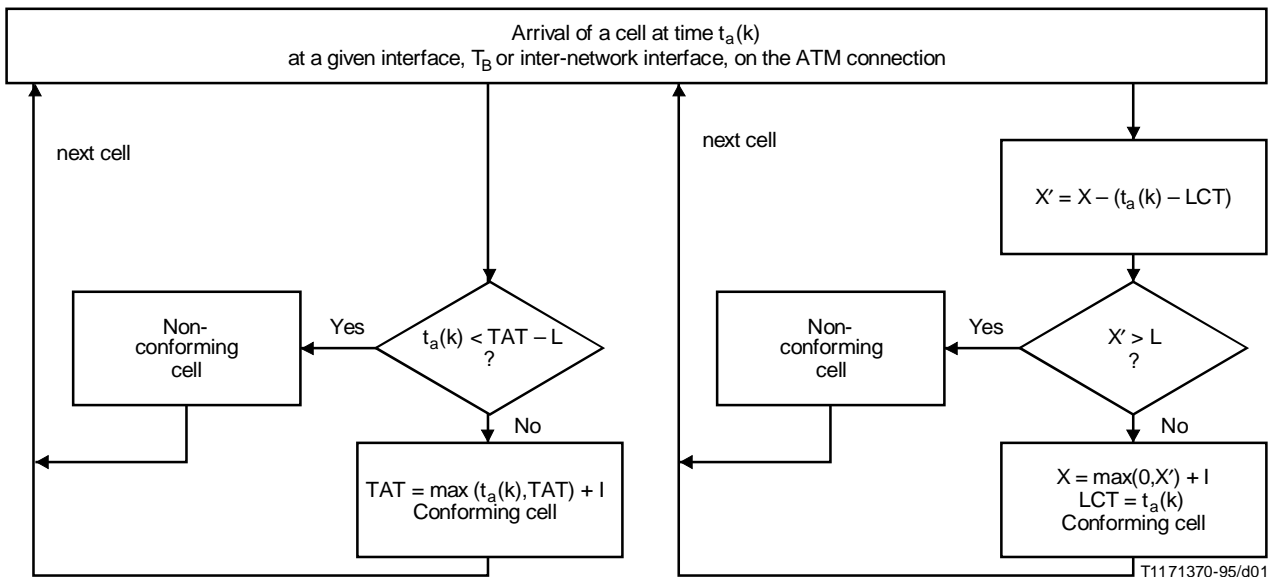 Arrival of a cell at time tₐ(k)
at a given interface, T_B or inter-network interface, on the ATM connection
next cell
Non-
conforming
cell
Yes
tₐ(k) < TAT – L
?
No
TAT = max (tₐ(k),TAT) + I
Conforming cell
next cell
X′ = X – (tₐ(k) – LCT)
Non-
conforming
cell
Yes
X′ > L
?
No
X = max(0,X′) + I
LCT = tₐ(k)
Conforming cell
T1171370-95/d01